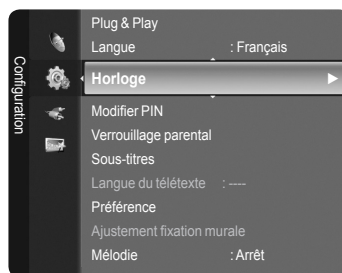 Configuration
Plug & Play
Langue : Français
Horloge
Modifier PIN
Verrouillage parental
Sous-titres
Langue du télétexte : ----
Préférence
Ajustement fixation murale
Mélodie : Arrêt